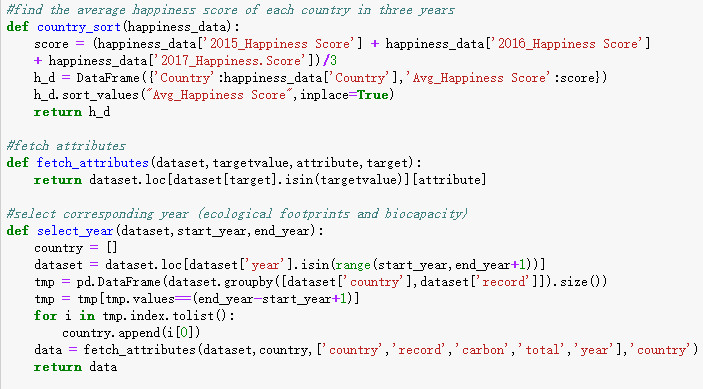 #find the average happiness score of each country in three years
def country_sort(happiness_data):
    score = (happiness_data['2015_Happiness Score'] + happiness_data['2016_Happiness Score']
    + happiness_data['2017_Happiness.Score'])/3
    h_d = DataFrame({'Country':happiness_data['Country'],'Avg_Happiness Score':score})
    h_d.sort_values("Avg_Happiness Score",inplace=True)
    return h_d

#fetch attributes
def fetch_attributes(dataset,targetvalue,attribute,target):
    return dataset.loc[dataset[target].isin(targetvalue)][attribute]

#select corresponding year (ecological footprints and biocapacity)
def select_year(dataset,start_year,end_year):
    country = []
    dataset = dataset.loc[dataset['year'].isin(range(start_year,end_year+1))]
    tmp = pd.DataFrame(dataset.groupby([dataset['country'],dataset['record']]).size())
    tmp = tmp[tmp.values==(end_year-start_year+1)]
    for i in tmp.index.tolist():
        country.append(i[0])
    data = fetch_attributes(dataset,country,['country','record','carbon','total','year'],'country')
    return data